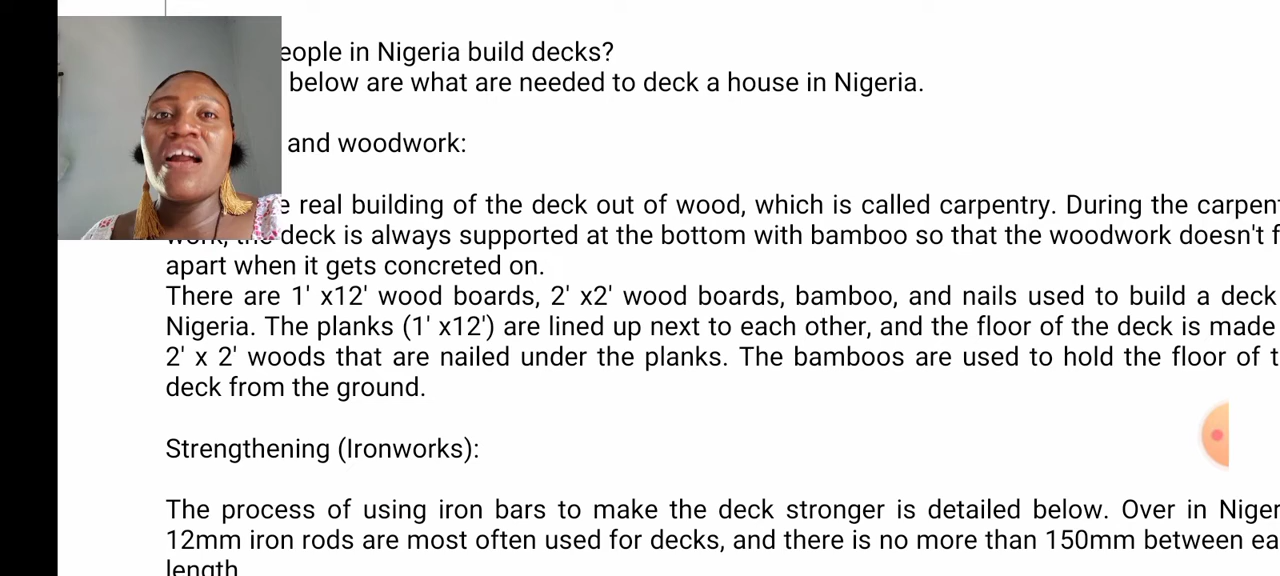 eople in Nigeria build decks?
below are what are needed to deck a house in Nigeria.
and woodwork:
e real building of the deck out of wood, which is called carpentry. During the carpent
deck is always supported at the bottom with bamboo so that the woodwork doesn't f
apart when it gets concreted on.
There are 1' x12' wood boards, 2' x2' wood boards, bamboo, and nails used to build a deck
Nigeria. The planks (1' x12') are lined up next to each other, and the floor of the deck is made
2' x 2' woods that are nailed under the planks. The bamboos are used to hold the floor of t
deck from the ground.
Strengthening (Ironworks):
The process of using iron bars to make the deck stronger is detailed below. Over in Niger
12mm iron rods are most often used for decks, and there is no more than 150mm between ea
length